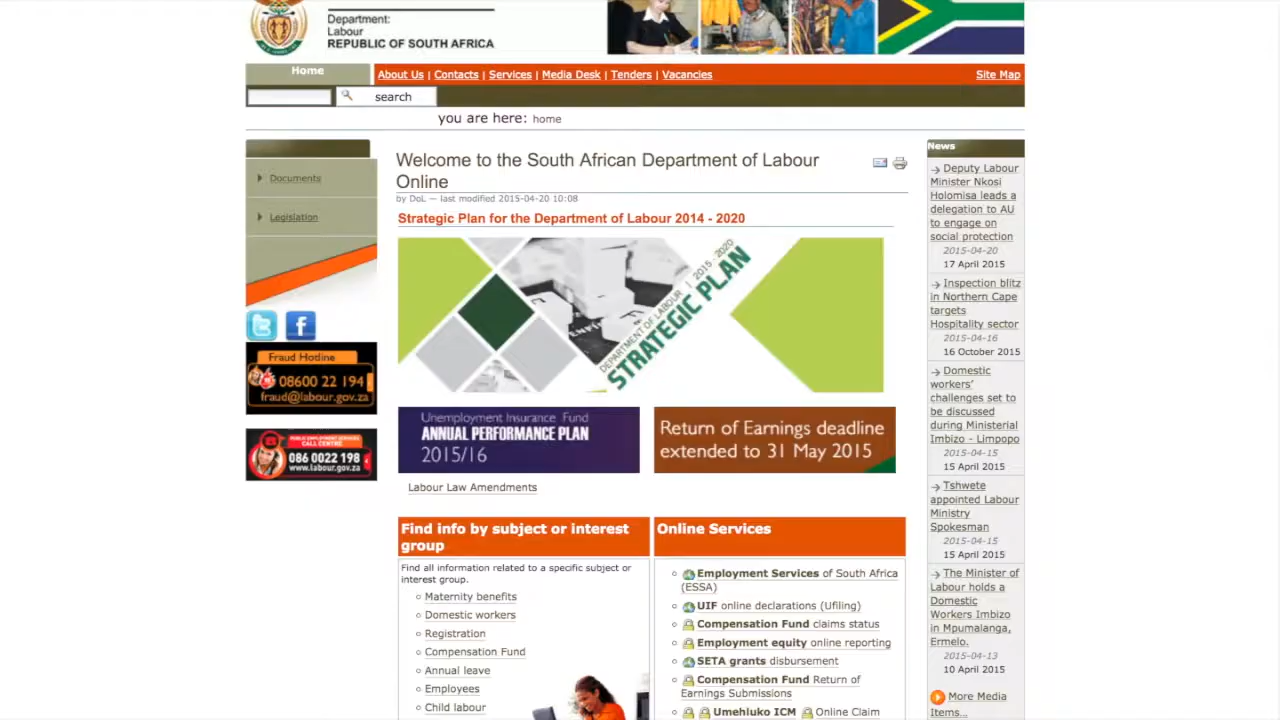 Department:
Labour
REPUBLIC OF SOUTH AFRICA
Home
About Us | Contacts | Services | Media Desk | Tenders | Vacancies
Site Map
search
you are here: home
Documents
Legislation
Fraud Hotline
08600 22 194
fraud@labour.gov.za
PUBLIC EMPLOYMENT SERVICES
CALL CENTRE
086 0022 198
www.labour.gov.za
Welcome to the South African Department of Labour
Online
by DoL — last modified 2015-04-20 10:08
Strategic Plan for the Department of Labour 2014 - 2020
DEPARTMENT OF LABOUR | 2015 - 2020
STRATEGIC PLAN
Unemployment Insurance Fund
ANNUAL PERFORMANCE PLAN
2015/16
Return of Earnings deadline
extended to 31 May 2015
Labour Law Amendments
Find info by subject or interest
group
Find all information related to a specific subject or
interest group.
Maternity benefits
Domestic workers
Registration
Compensation Fund
Annual leave
Employees
Child labour
Online Services
Employment Services of South Africa
(ESSA)
UIF online declarations (Ufiling)
Compensation Fund claims status
Employment equity online reporting
SETA grants disbursement
Compensation Fund Return of
Earnings Submissions
Umehluko ICM Online Claim
News
Deputy Labour
Minister Nkosi
Holomisa leads a
delegation to AU
to engage on
social protection
2015-04-20
17 April 2015
Inspection blitz
in Northern Cape
targets
Hospitality sector
2015-04-16
16 October 2015
Domestic
workers'
challenges set to
be discussed
during Ministerial
Imbizo - Limpopo
2015-04-15
15 April 2015
Tshwete
appointed Labour
Ministry
Spokesman
2015-04-15
15 April 2015
The Minister of
Labour holds a
Domestic
Workers Imbizo
in Mpumalanga,
Ermelo.
2015-04-13
10 April 2015
More Media
Items...